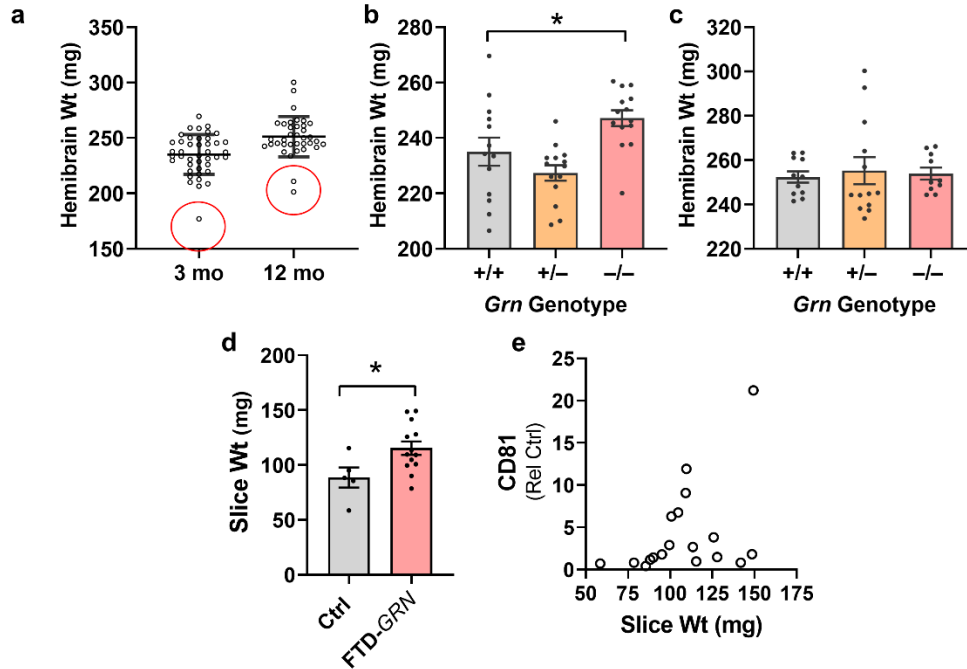 a
Hemibrain Wt (mg)
350
300
250
200
150
3 mo
12 mo
b
Hemibrain Wt (mg)
280
260
240
220
200
*
+/+
+/–
–/–
Grn Genotype
c
Hemibrain Wt (mg)
320
300
280
260
240
220
+/+
+/–
–/–
Grn Genotype
d
Slice Wt (mg)
200
150
100
50
0
*
Ctrl
FTD-GRN
e
CD81
(Rel Ctrl)
25
20
15
10
5
0
50
75
100
125
150
175
Slice Wt (mg)